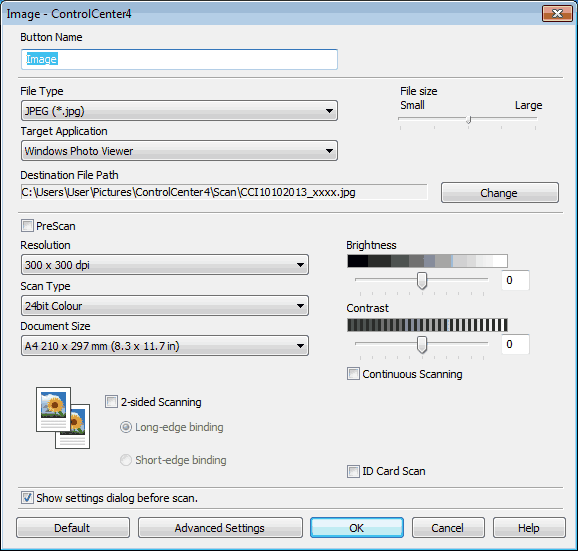 Image - ControlCenter4
Button Name
Image
File Type
JPEG (*.jpg)
File size
Small Large
Target Application
Windows Photo Viewer
Destination File Path
C:\Users\User\Pictures\ControlCenter4\Scan\CCI10102013_xxxx.jpg
Change
PreScan
Resolution
300 x 300 dpi
Brightness
0
Scan Type
24bit Colour
Contrast
0
Document Size
A4 210 x 297 mm (8.3 x 11.7 in)
Continuous Scanning
2-sided Scanning
Long-edge binding
Short-edge binding
ID Card Scan
Show settings dialog before scan.
Default Advanced Settings OK Cancel Help